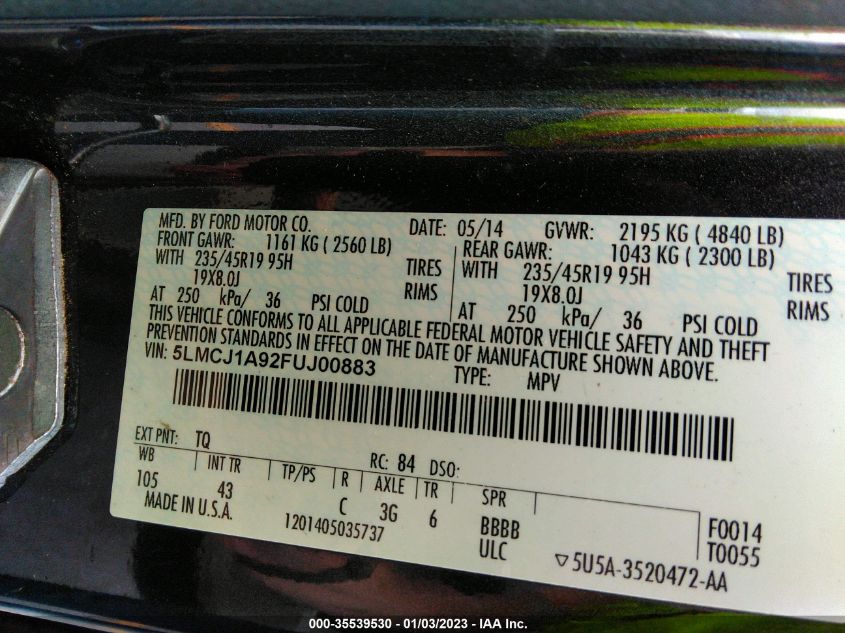 MFD. BY FORD MOTOR CO. DATE: 05/14 GVWR: 2195 KG ( 4840 LB)
FRONT GAWR: 1161 KG ( 2560 LB) REAR GAWR: 1043 KG ( 2300 LB)
WITH 235/45R19 95H TIRES WITH 235/45R19 95H TIRES
19X8.0J RIMS 19X8.0J RIMS
AT 250 kPa/ 36 PSI COLD AT 250 kPa/ 36 PSI COLD
THIS VEHICLE CONFORMS TO ALL APPLICABLE FEDERAL MOTOR VEHICLE SAFETY AND THEFT
PREVENTION STANDARDS IN EFFECT ON THE DATE OF MANUFACTURE SHOWN ABOVE.
VIN: 5LMCJ1A92FUJ00883 TYPE: MPV
EXT PNT: TQ RC: 84 DSO:
WB INT TR TP/PS R AXLE TR SPR
105 43 C 3G 6 BBBB F0014
MADE IN U.S.A. 1201405035737 ULC T0055
▽5U5A-3520472-AA
000-35539530 - 01/03/2023 - IAA Inc.